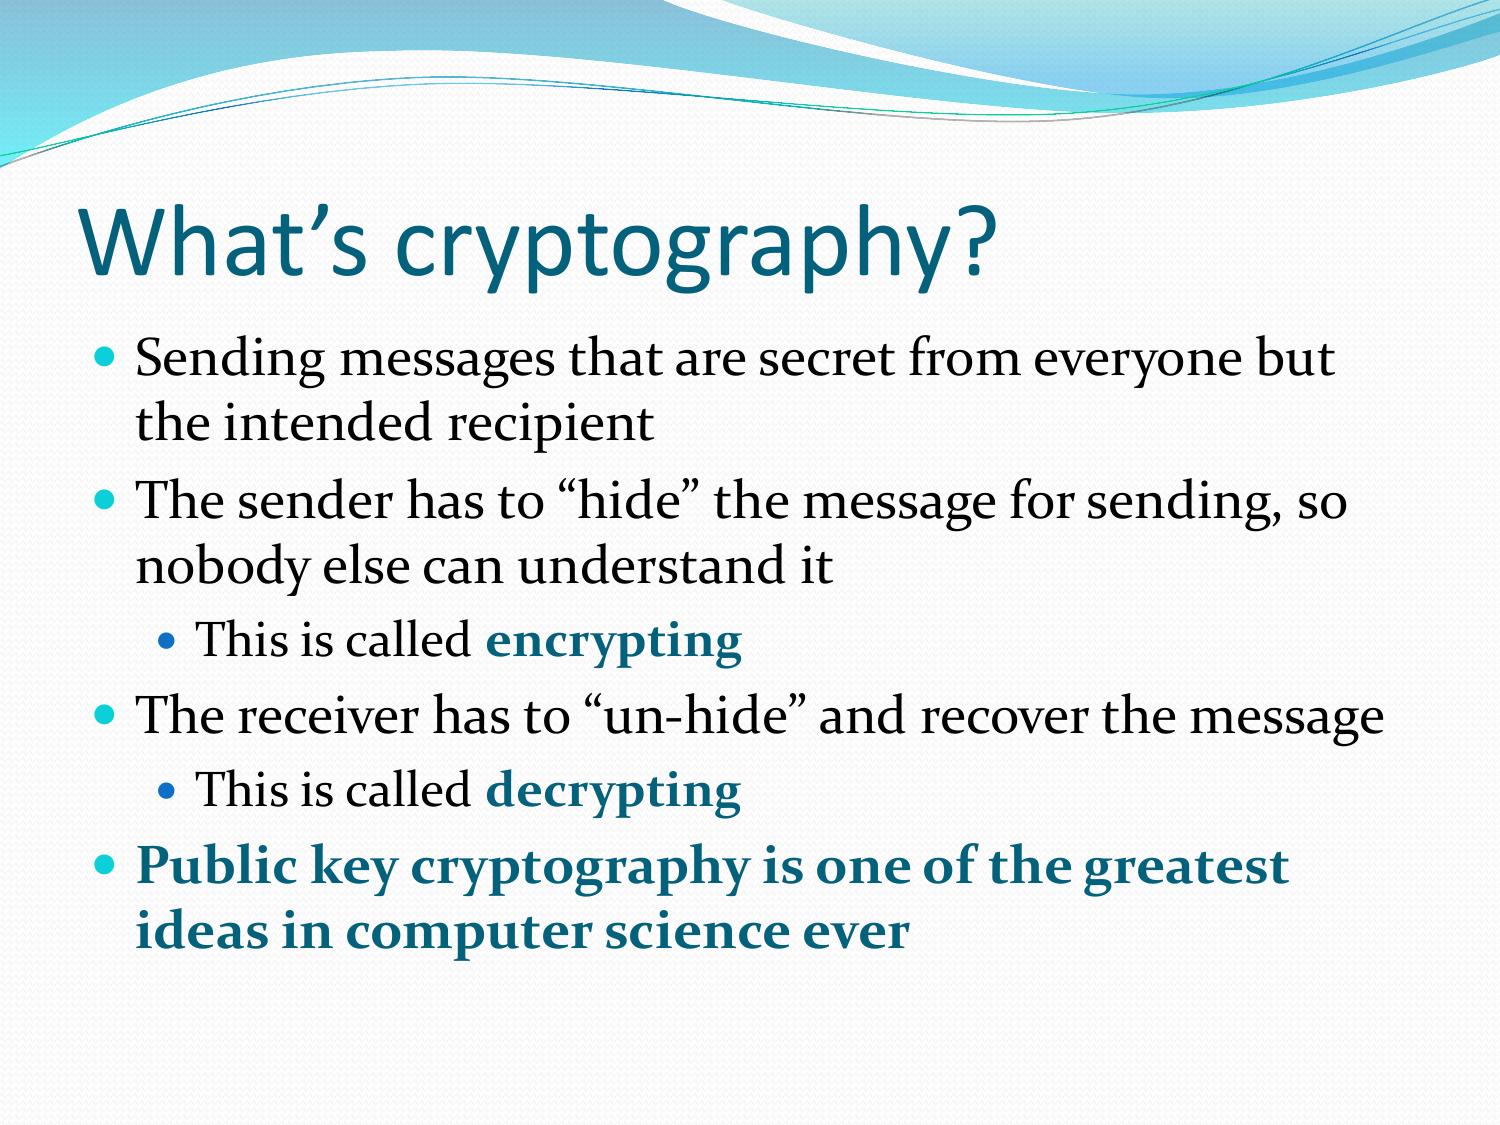 What’s cryptography?
• Sending messages that are secret from everyone but
the intended recipient
• The sender has to “hide” the message for sending, so
nobody else can understand it
• This is called encrypting
• The receiver has to “un-hide” and recover the message
• This is called decrypting
• Public key cryptography is one of the greatest
ideas in computer science ever